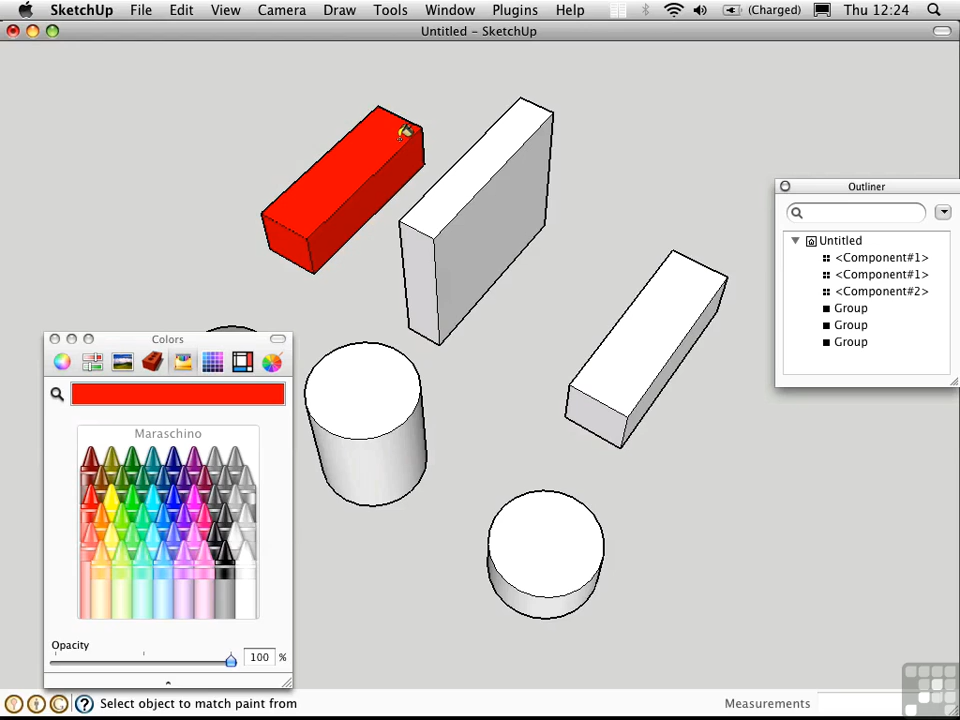 SketchUp File Edit View Camera Draw Tools Window Plugins Help (Charged) Thu 12:24
Untitled – SketchUp
Outliner
Untitled
<Component#1>
<Component#1>
<Component#2>
Group
Group
Group
Colors
Maraschino
Opacity
100 %
Select object to match paint from
Measurements